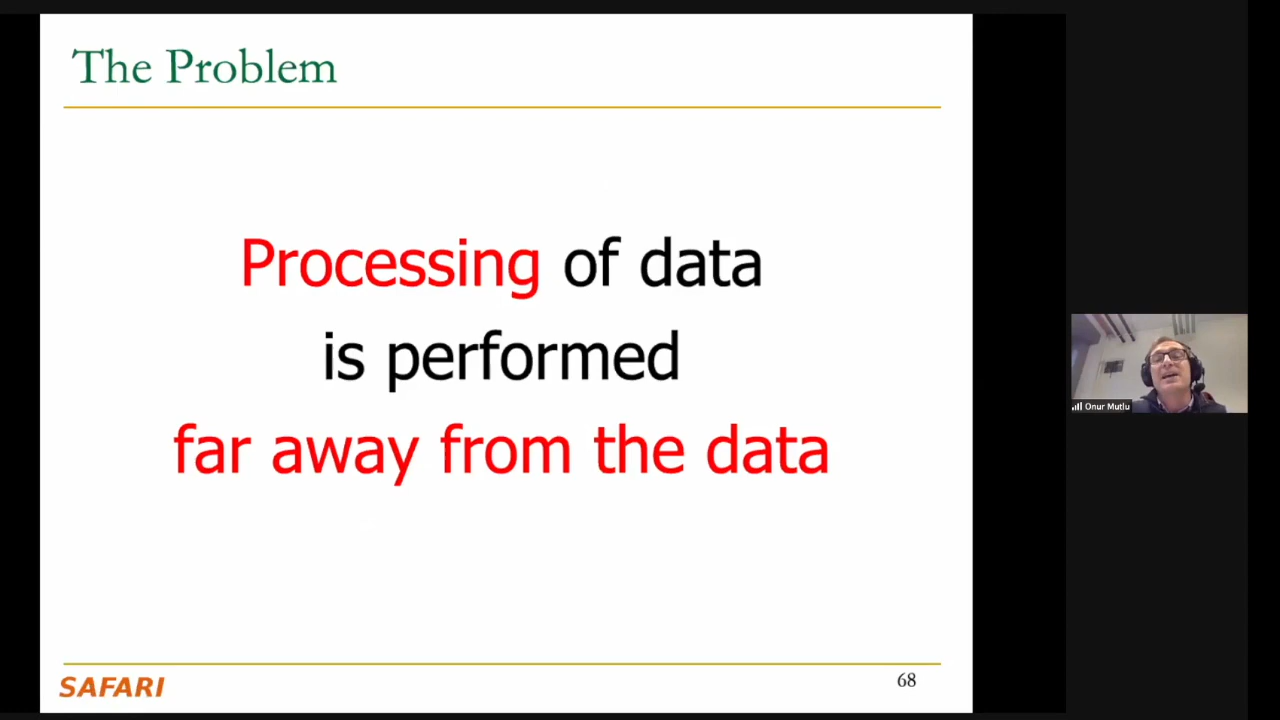 The Problem
Processing of data
is performed
far away from the data
SAFARI
68
Onur Mutlu